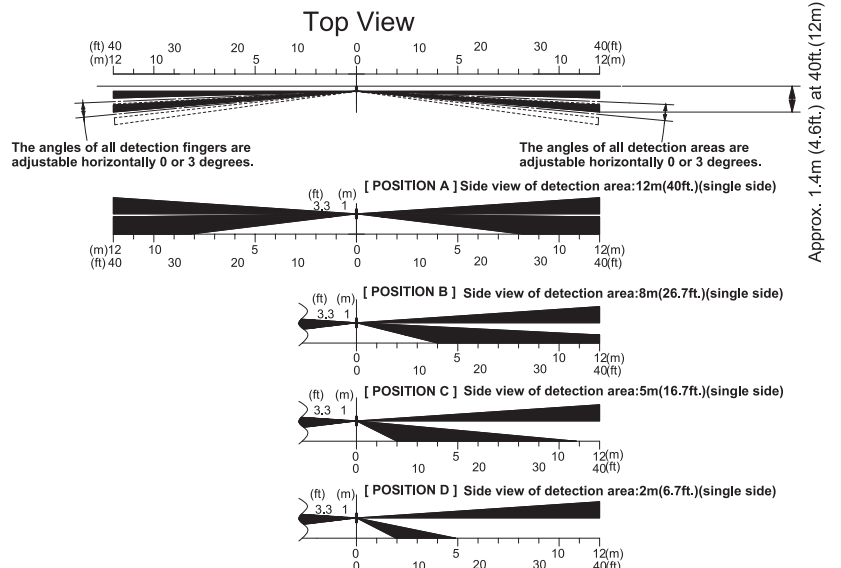 Top View
(ft) 40 30 20 10 0 10 20 30 40(ft)
(m)12 10 5 0 5 10 12(m)
Approx. 1.4m (4.6ft.) at 40ft.(12m)
The angles of all detection fingers are
adjustable horizontally 0 or 3 degrees.
The angles of all detection areas are
adjustable horizontally 0 or 3 degrees.
[ POSITION A ] Side view of detection area:12m(40ft.)(single side)
(ft) (m)
3.3 1
(m)12 10 5 0 5 10 12(m)
(ft) 40 30 20 10 0 10 20 30 40(ft)
[ POSITION B ] Side view of detection area:8m(26.7ft.)(single side)
(ft) (m)
3.3 1
0 5 10 12(m)
0 10 20 30 40(ft)
[ POSITION C ] Side view of detection area:5m(16.7ft.)(single side)
(ft) (m)
3.3 1
0 5 10 12(m)
0 10 20 30 40(ft)
[ POSITION D ] Side view of detection area:2m(6.7ft.)(single side)
(ft) (m)
3.3 1
0 5 10 12(m)
0 10 20 30 40(ft)